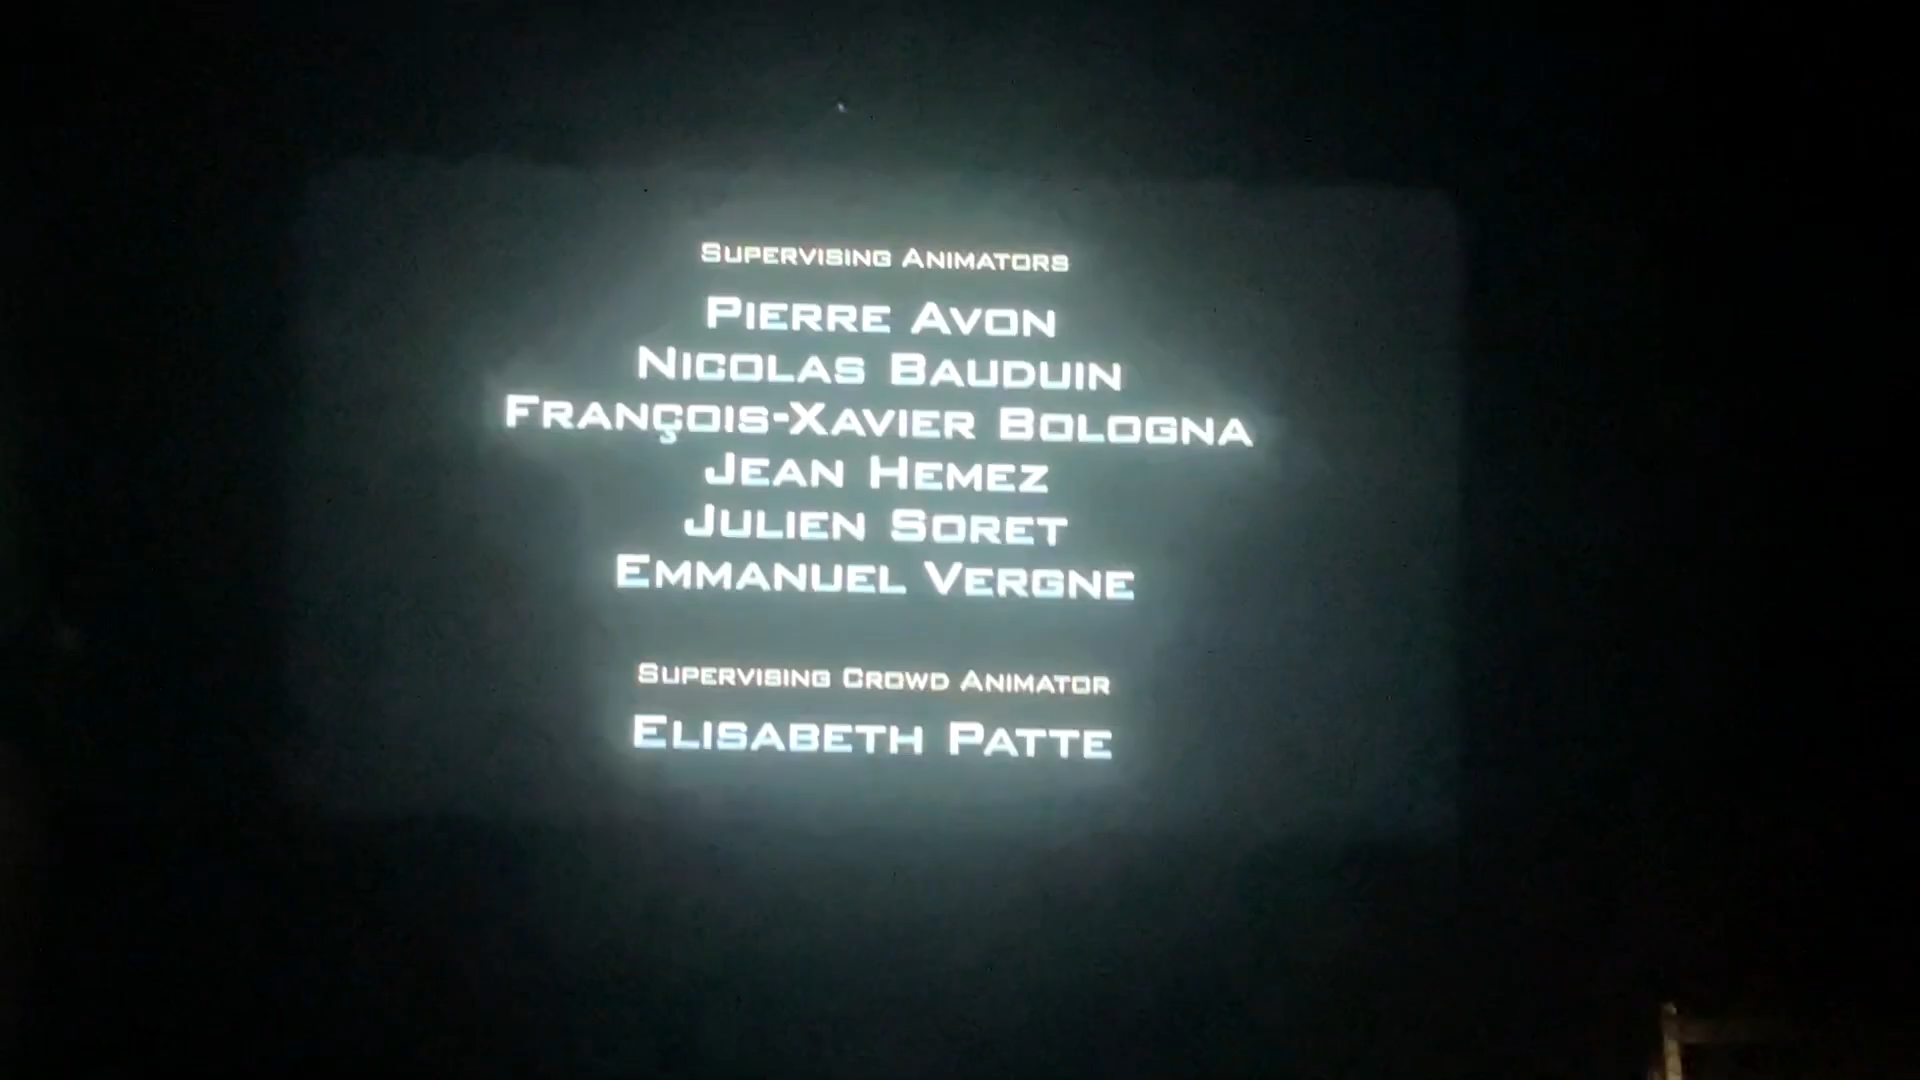 Supervising Animators
Pierre Avon
Nicolas Bauduin
François-Xavier Bologna
Jean Hemez
Julien Soret
Emmanuel Vergne
Supervising Crowd Animator
Elisabeth Patte